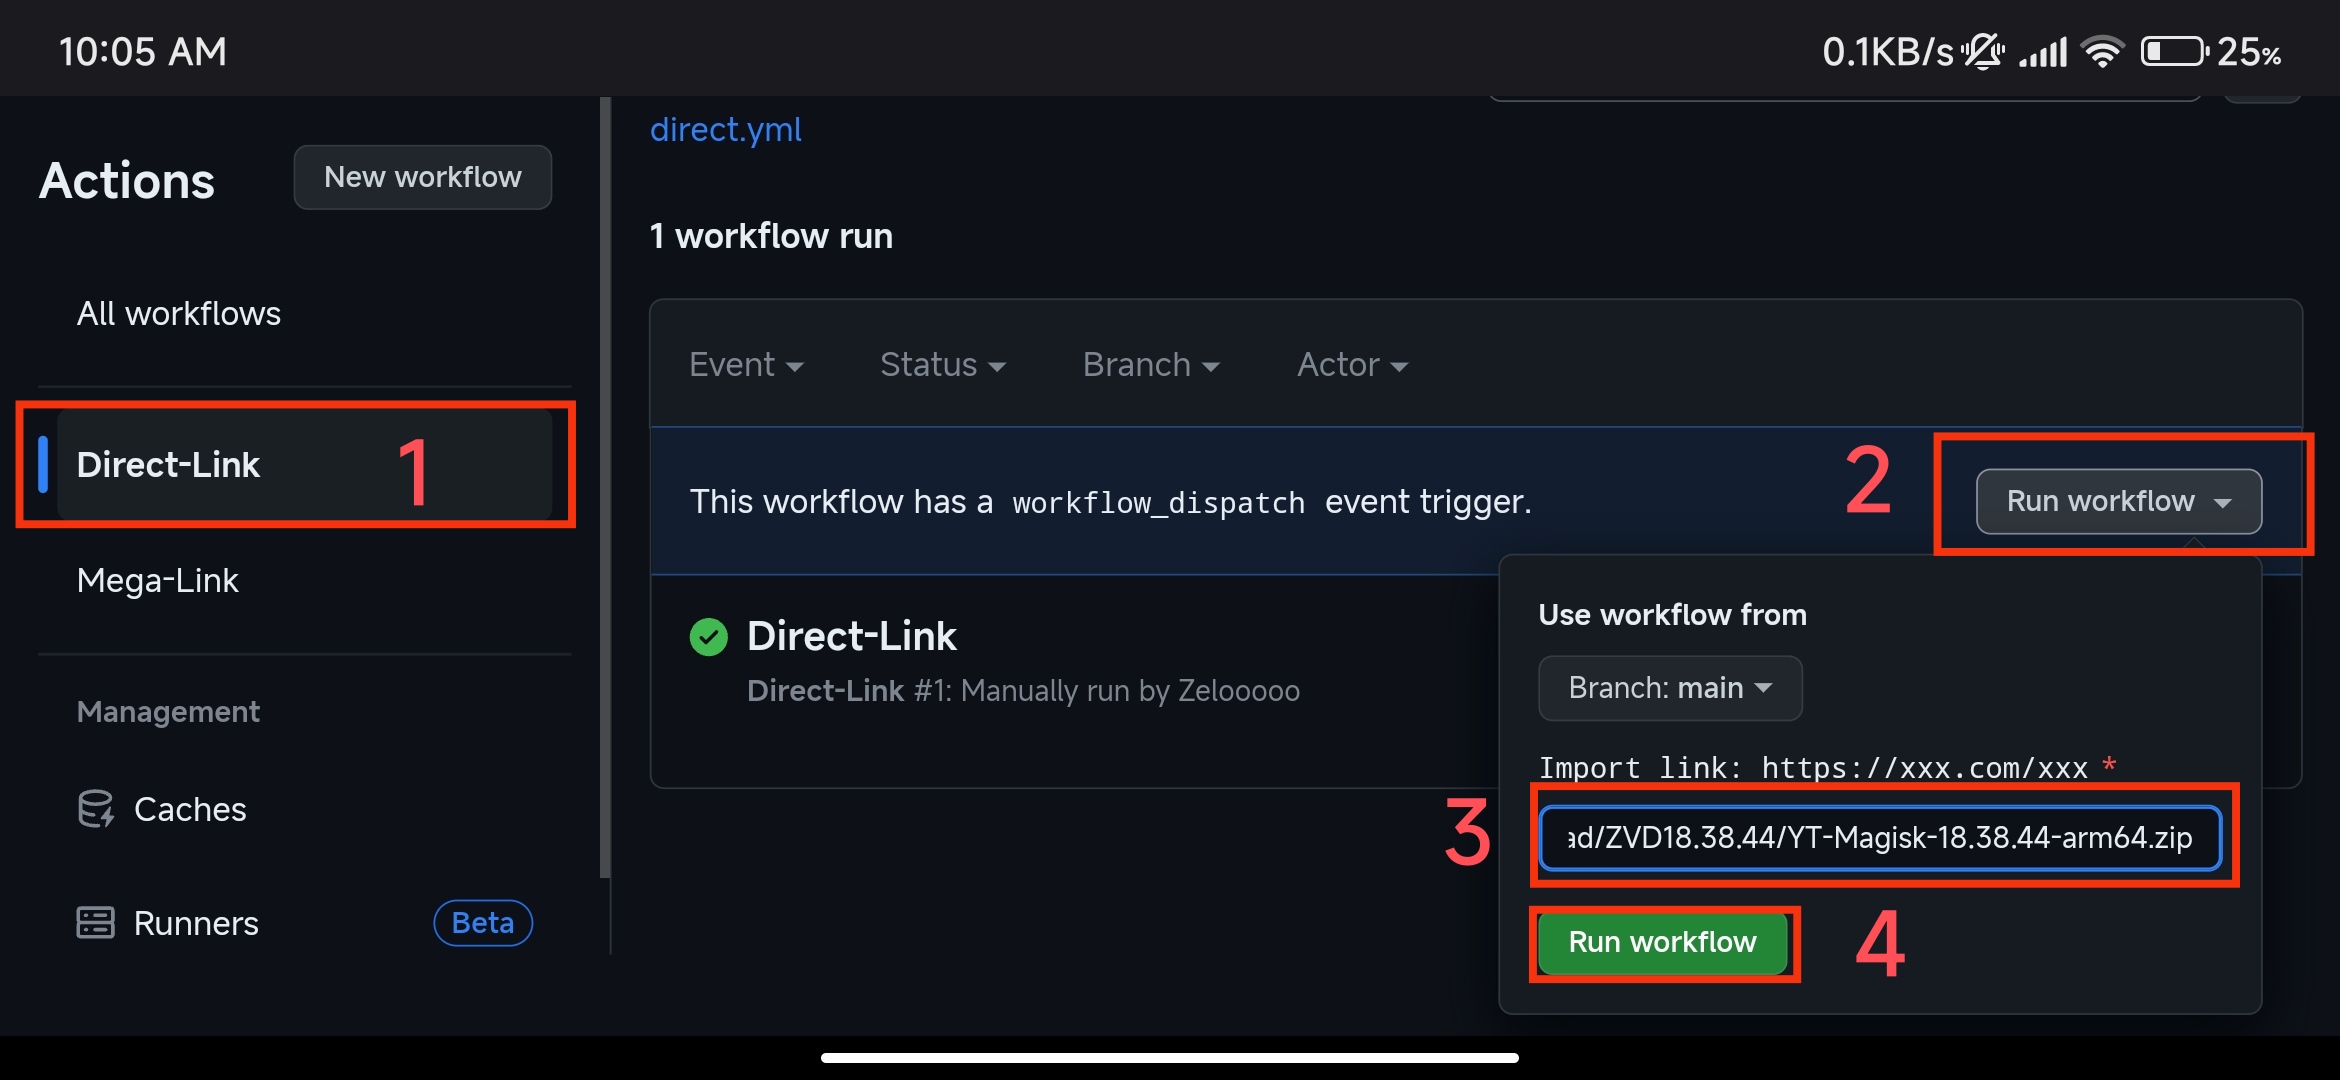 10:05 AM
0.1KB/s 25%
Actions
New workflow
All workflows
Direct-Link
1
Mega-Link
Management
Caches
Runners
Beta
direct.yml
1 workflow run
Event
Status
Branch
Actor
This workflow has a workflow_dispatch event trigger.
2
Run workflow
Direct-Link
Direct-Link #1: Manually run by Zelooooo
Use workflow from
Branch: main
Import link: https://xxx.com/xxx *
3
ad/ZVD18.38.44/YT-Magisk-18.38.44-arm64.zip
Run workflow
4